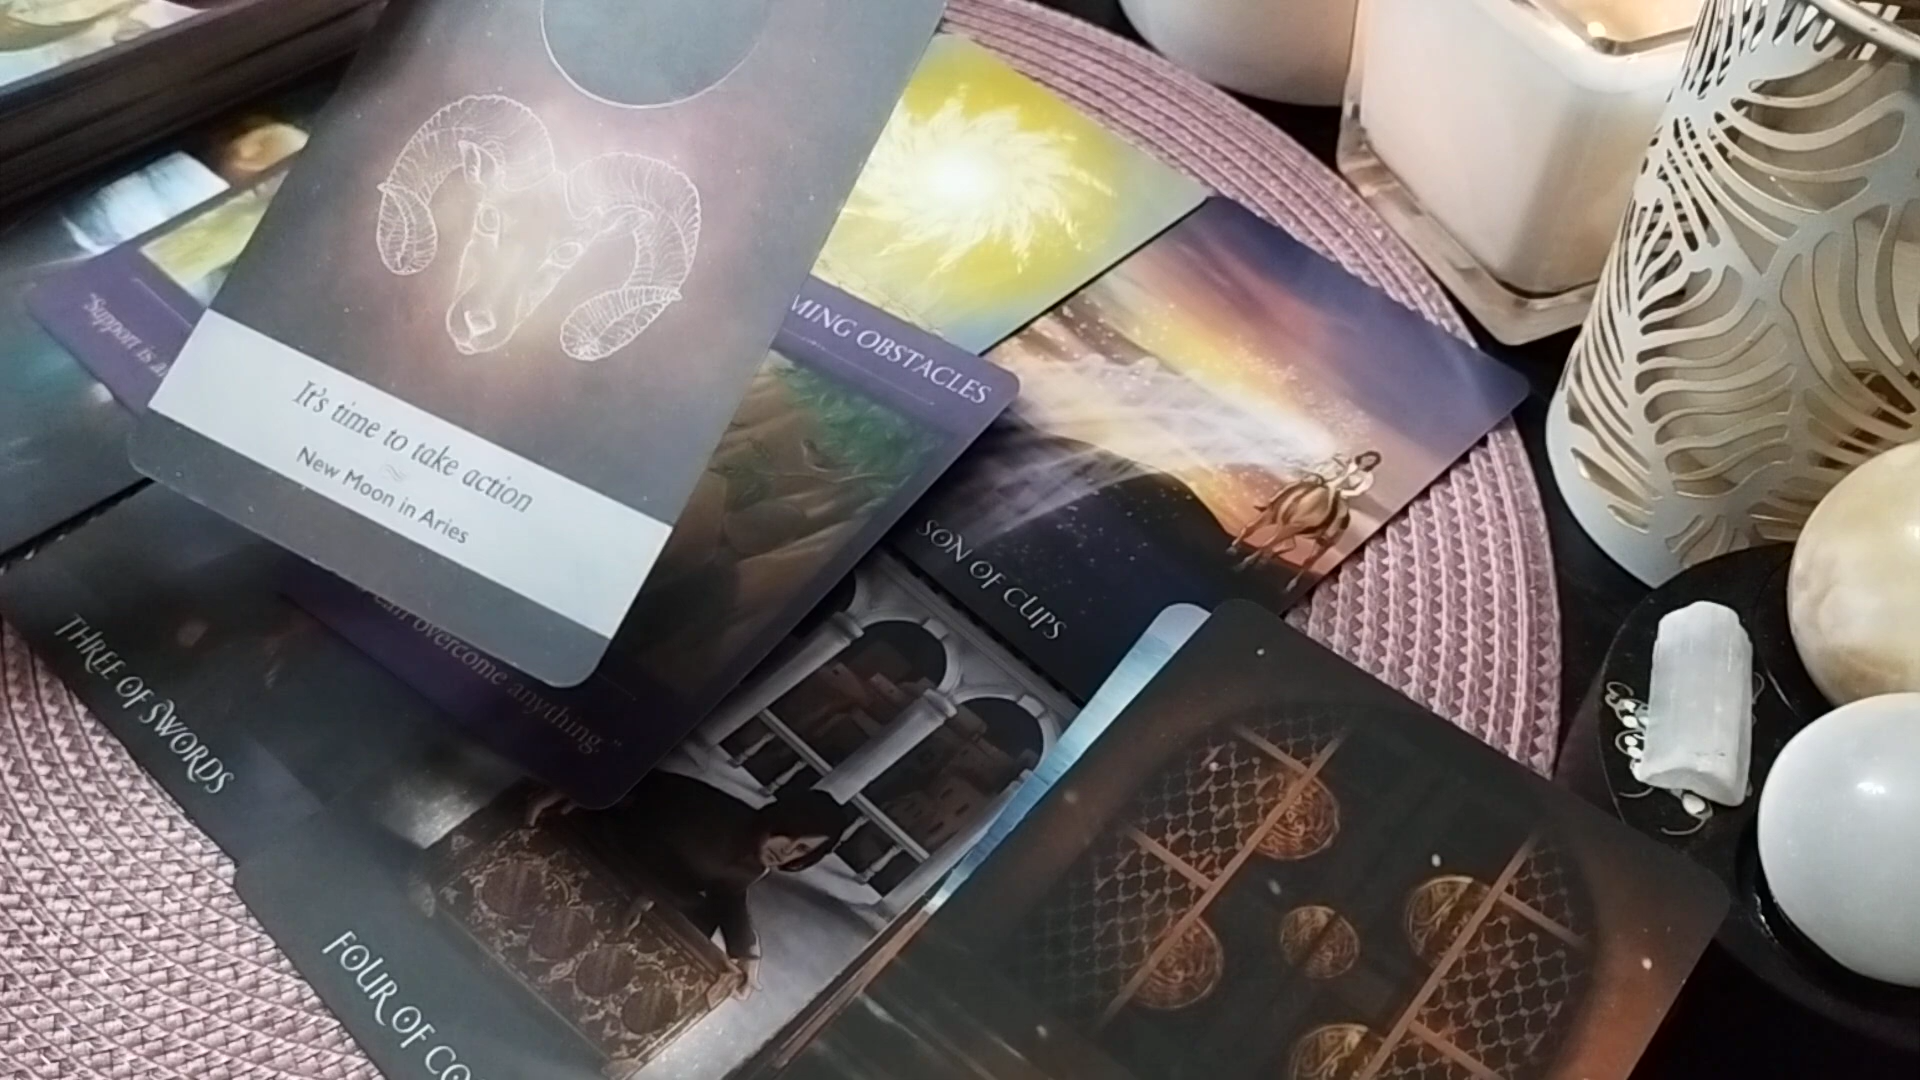 MING OBSTACLES
"Support is a
It's time to take action
New Moon in Aries
SON OF CUPS
can overcome anything."
THREE OF SWORDS
FOUR OF CO